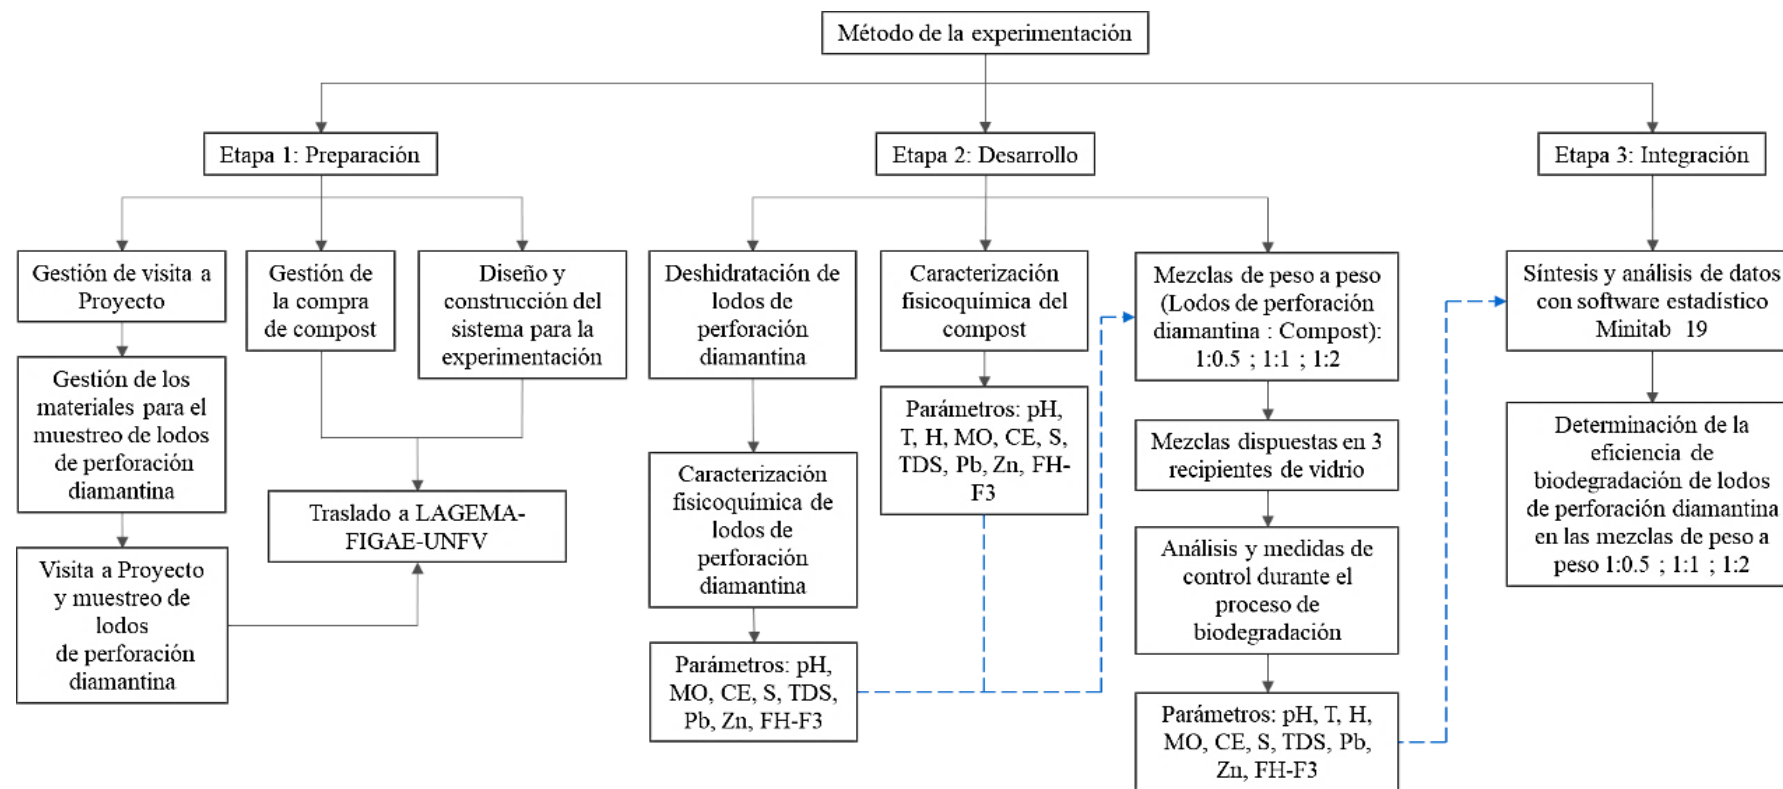 Método de la experimentación
Etapa 1: Preparación
Etapa 2: Desarrollo
Etapa 3: Integración
Gestión de visita a
Proyecto
Gestión de los
materiales para el
muestreo de lodos
de perforación
diamantina
Visita a Proyecto
y muestreo de
lodos
de perforación
diamantina
Gestión de
la compra
de compost
Diseño y
construcción del
sistema para la
experimentación
Traslado a LAGEMA-
FIGAE-UNFV
Deshidratación de
lodos de
perforación
diamantina
Caracterización
fisicoquímica de
lodos de
perforación
diamantina
Parámetros: pH,
MO, CE, S, TDS,
Pb, Zn, FH-F3
Caracterización
fisicoquímica del
compost
Parámetros: pH,
T, H, MO, CE, S,
TDS, Pb, Zn, FH-
F3
Mezclas de peso a peso
(Lodos de perforación
diamantina : Compost):
1:0.5 ; 1:1 ; 1:2
Mezclas dispuestas en 3
recipientes de vidrio
Análisis y medidas de
control durante el
proceso de
biodegradación
Parámetros: pH, T, H,
MO, CE, S, TDS, Pb,
Zn, FH-F3
Síntesis y análisis de datos
con software estadístico
Minitab 19
Determinación de la
eficiencia de
biodegradación de lodos
de perforación diamantina
en las mezclas de peso a
peso 1:0.5 ; 1:1 ; 1:2